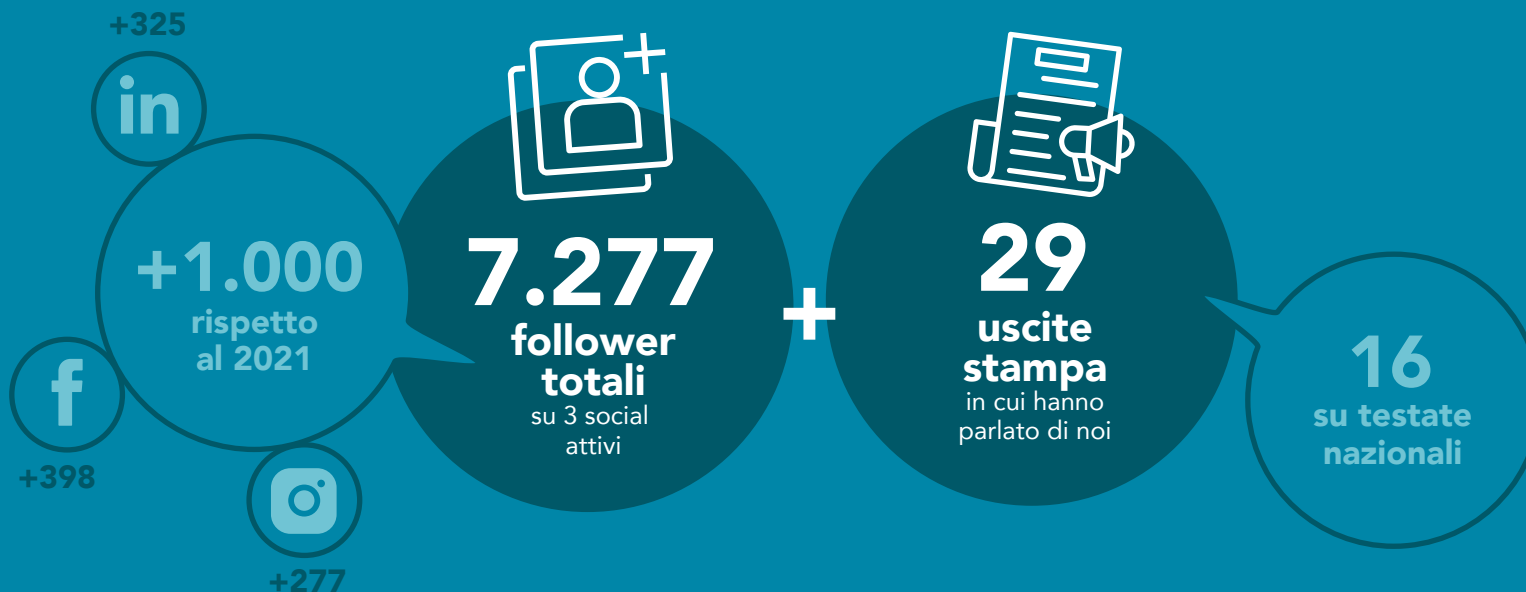 +325
in
+1.000
rispetto
al 2021
f
+398
+277
7.277
follower
totali
su 3 social
attivi
+
29
uscite
stampa
in cui hanno
parlato di noi
16
su testate
nazionali